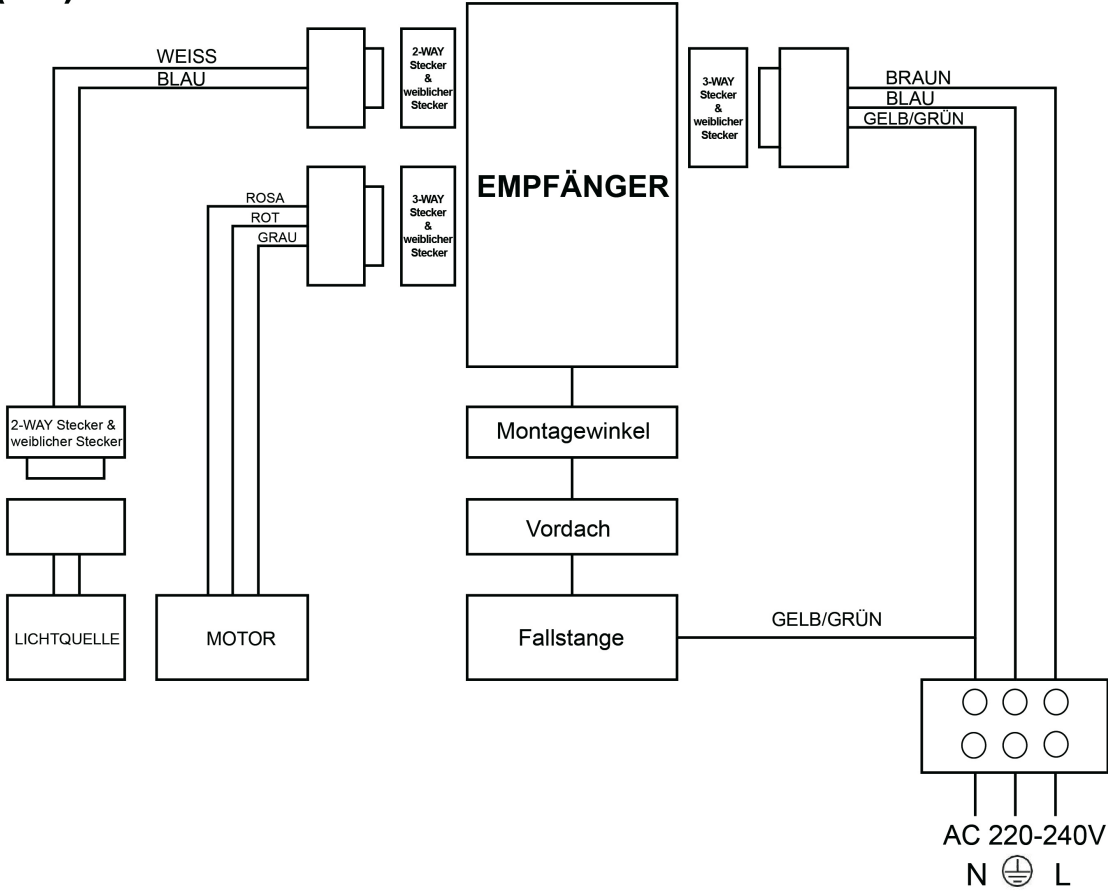 WEISS
BLAU
2-WAY
Stecker
&
weiblicher
Stecker
ROSA
ROT
GRAU
3-WAY
Stecker
&
weiblicher
Stecker
EMPFÄNGER
3-WAY
Stecker
&
weiblicher
Stecker
BRAUN
BLAU
GELB/GRÜN
2-WAY Stecker &
weiblicher Stecker
LICHTQUELLE
MOTOR
Montagewinkel
Vordach
Fallstange
GELB/GRÜN
AC 220-240V
N L